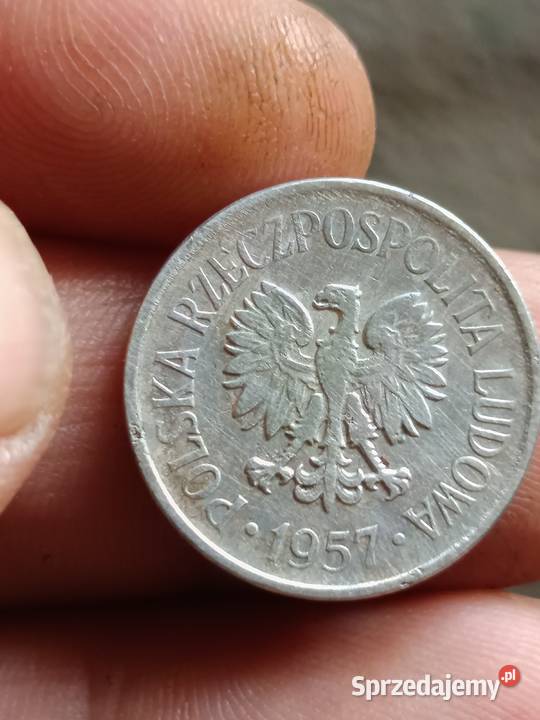 POLSKA RZECZPOSPOLITA LUDOWA
·1957·
Sprzedajemy.pl